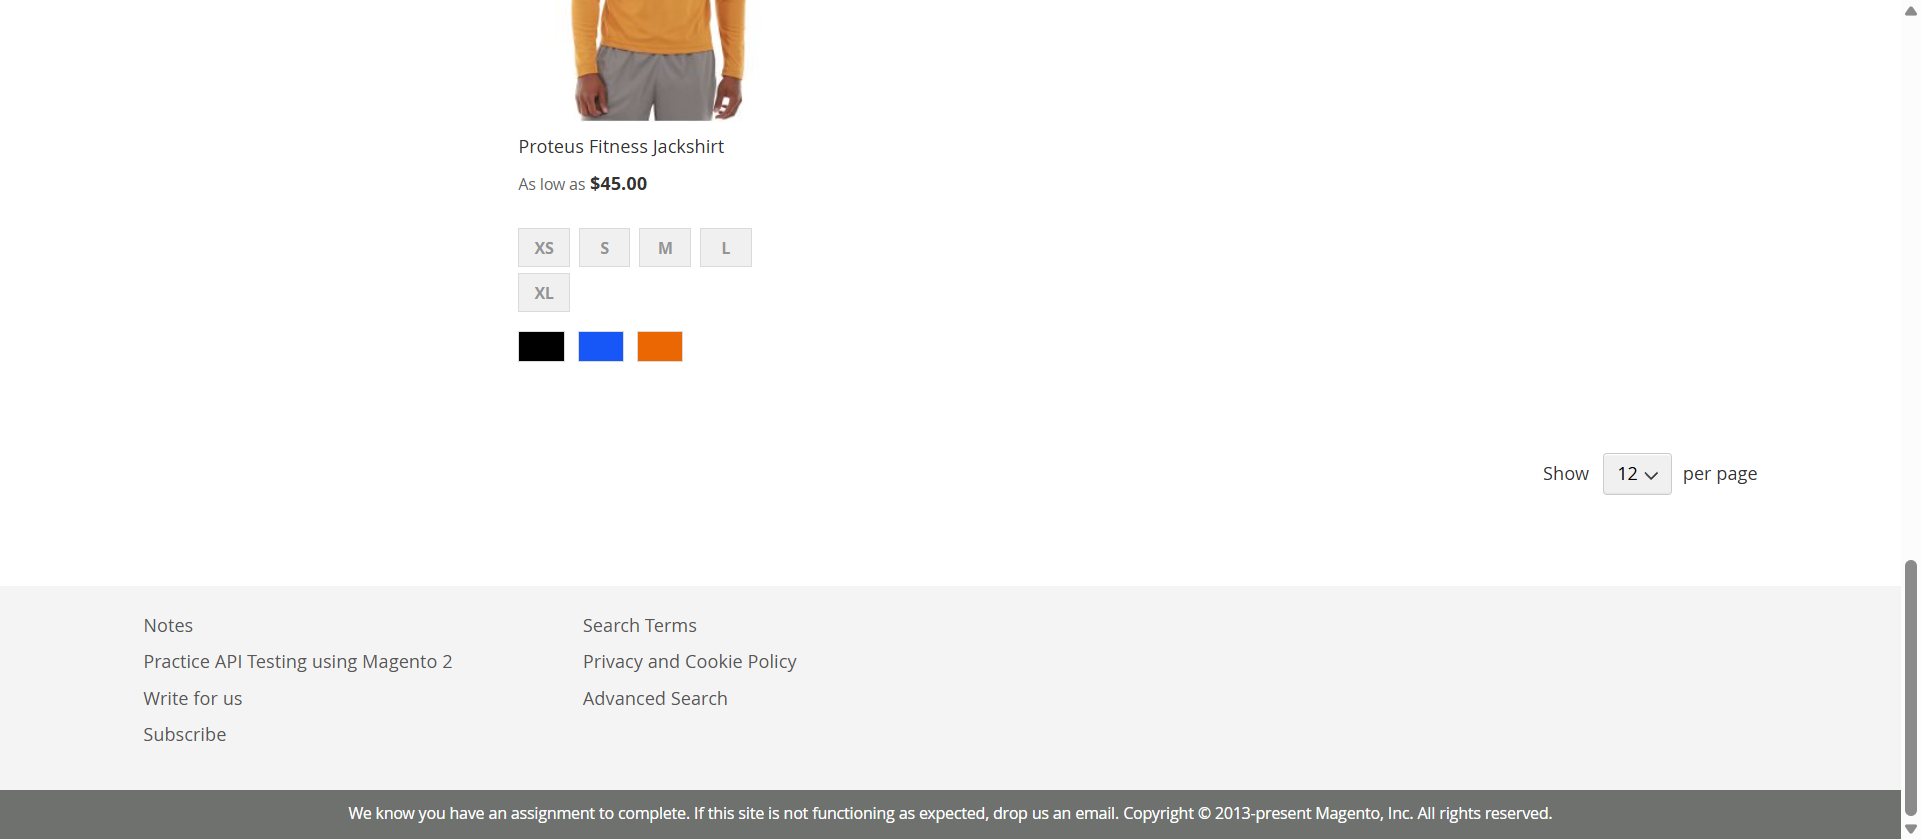 Proteus Fitness Jackshirt
As low as $45.00
XS S M L
XL
Show 12 per page
Notes
Practice API Testing using Magento 2
Write for us
Subscribe
Search Terms
Privacy and Cookie Policy
Advanced Search
We know you have an assignment to complete. If this site is not functioning as expected, drop us an email. Copyright © 2013-present Magento, Inc. All rights reserved.